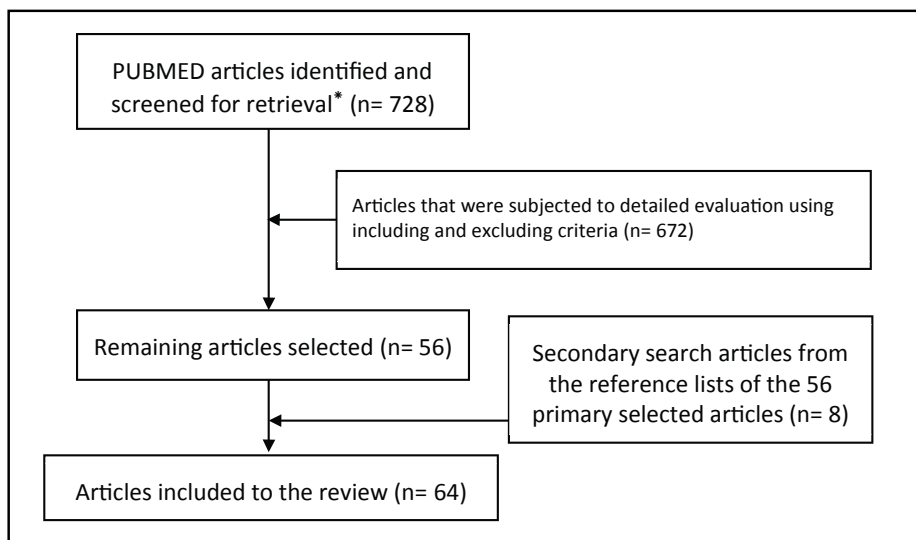 PUBMED articles identified and
screened for retrieval* (n= 728)
Articles that were subjected to detailed evaluation using
including and excluding criteria (n= 672)
Remaining articles selected (n= 56)
Secondary search articles from
the reference lists of the 56
primary selected articles (n= 8)
Articles included to the review (n= 64)